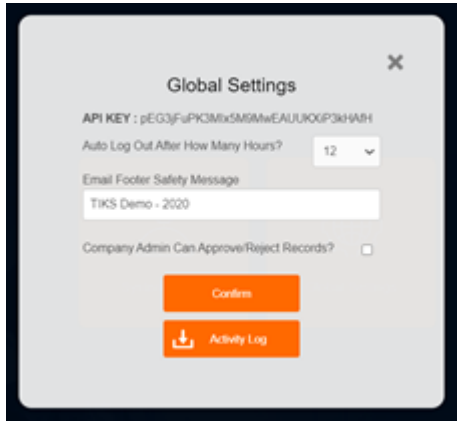 Global Settings
API KEY :
Auto Log Out After How Many Hours?
12
Email Footer Safety Message
TIKS Demo - 2020
Company Admin Can Approve/Reject Records?
Confirm
Activity Log